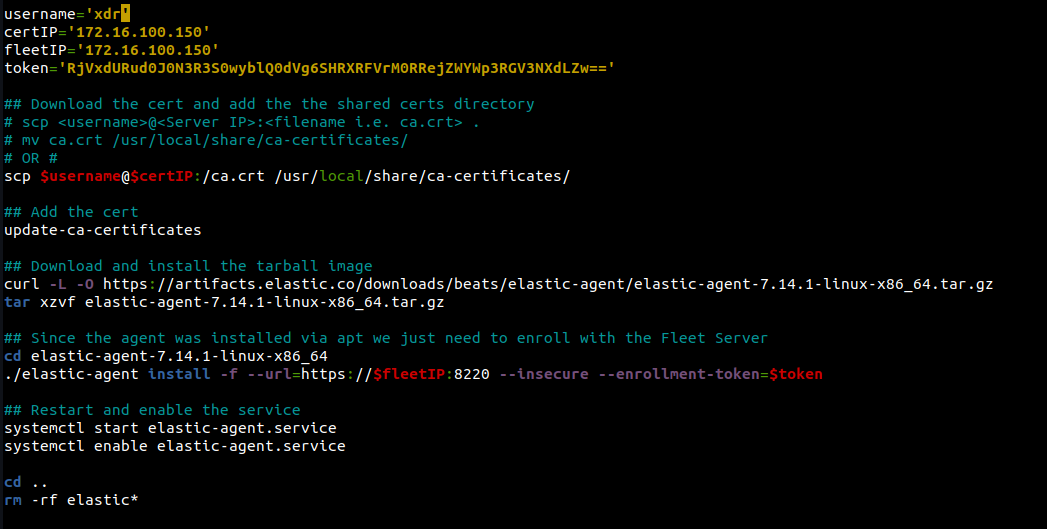 username='xdr'
certIP='172.16.100.150'
fleetIP='172.16.100.150'
token='RjVxdURud0J0N3R3S0wyblQ0dVg6SHRXRFVrM0RRejZWYWp3RGV3NXdLZw=='
## Download the cert and add the the shared certs directory
# scp <username>@<Server IP>:<filename i.e. ca.crt> .
# mv ca.crt /usr/local/share/ca-certificates/
# OR #
scp $username@$certIP:/ca.crt /usr/local/share/ca-certificates/
## Add the cert
update-ca-certificates
## Download and install the tarball image
curl -L -O https://artifacts.elastic.co/downloads/beats/elastic-agent/elastic-agent-7.14.1-linux-x86_64.tar.gz
tar xzvf elastic-agent-7.14.1-linux-x86_64.tar.gz
## Since the agent was installed via apt we just need to enroll with the Fleet Server
cd elastic-agent-7.14.1-linux-x86_64
./elastic-agent install -f --url=https://$fleetIP:8220 --insecure --enrollment-token=$token
## Restart and enable the service
systemctl start elastic-agent.service
systemctl enable elastic-agent.service
cd ..
rm -rf elastic*